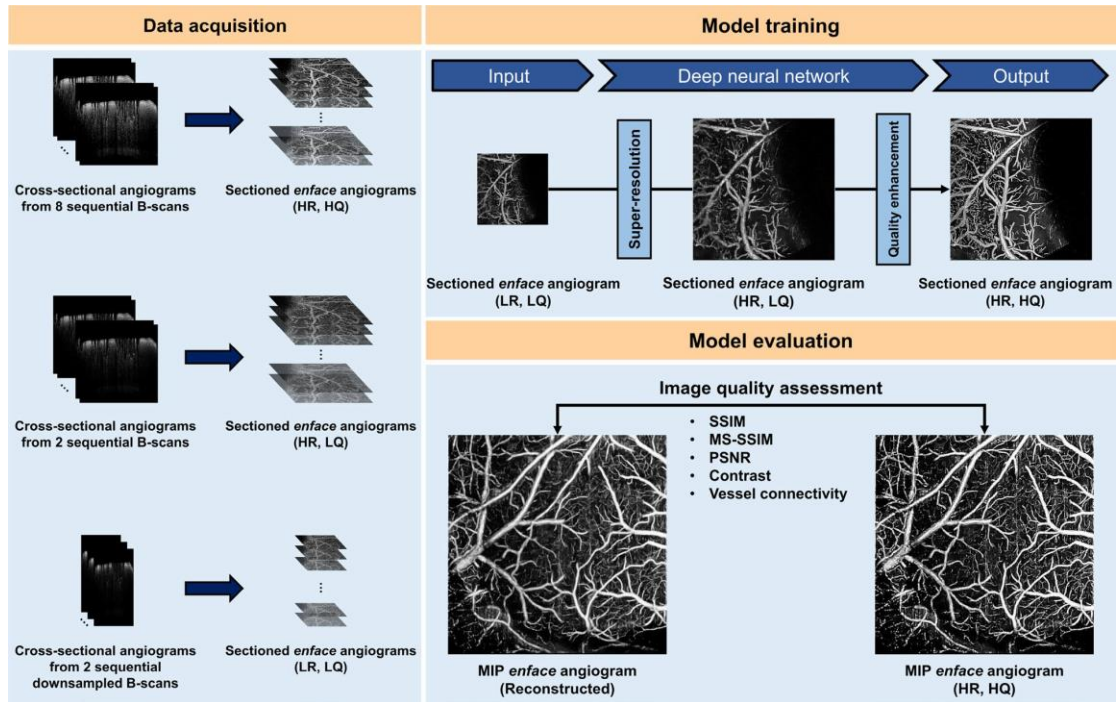 Data acquisition
Cross-sectional angiograms
from 8 sequential B-scans
Sectioned enface angiograms
(HR, HQ)
Cross-sectional angiograms
from 2 sequential B-scans
Sectioned enface angiograms
(HR, LQ)
Cross-sectional angiograms
from 2 sequential
downsampled B-scans
Sectioned enface angiograms
(LR, LQ)
Model training
Input
Deep neural network
Output
Super-resolution
Quality enhancement
Sectioned enface angiogram
(LR, LQ)
Sectioned enface angiogram
(HR, LQ)
Sectioned enface angiogram
(HR, HQ)
Model evaluation
Image quality assessment
• SSIM
• MS-SSIM
• PSNR
• Contrast
• Vessel connectivity
MIP enface angiogram
(Reconstructed)
MIP enface angiogram
(HR, HQ)